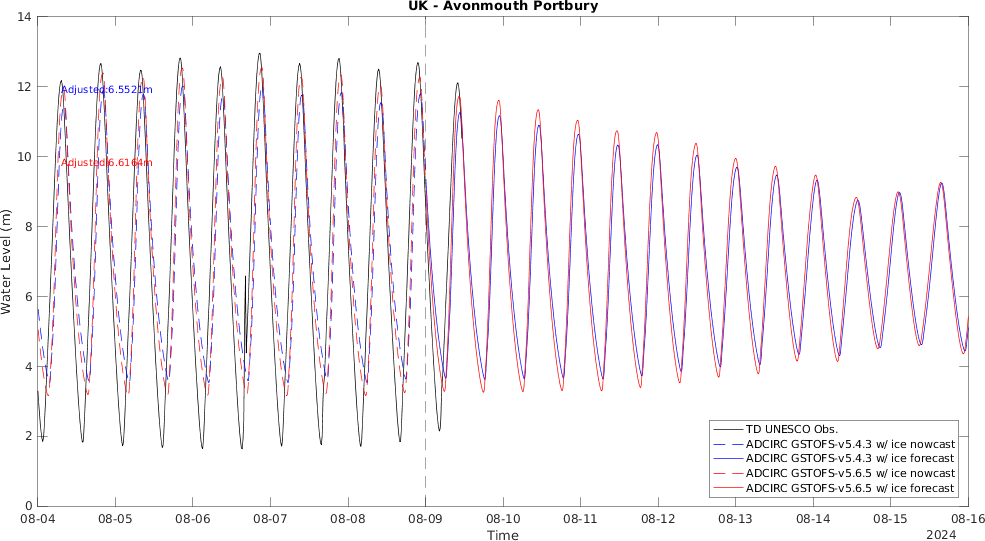 UK - Avonmouth Portbury
14
12
10
8
6
4
2
0
Water Level (m)
Adjusted:6.5521m
Adjusted:6.6164m
TD UNESCO Obs.
ADCIRC GSTOFS-v5.4.3 w/ ice nowcast
ADCIRC GSTOFS-v5.4.3 w/ ice forecast
ADCIRC GSTOFS-v5.6.5 w/ ice nowcast
ADCIRC GSTOFS-v5.6.5 w/ ice forecast
08-04 08-05 08-06 08-07 08-08 08-09 08-10 08-11 08-12 08-13 08-14 08-15 08-16
Time
2024